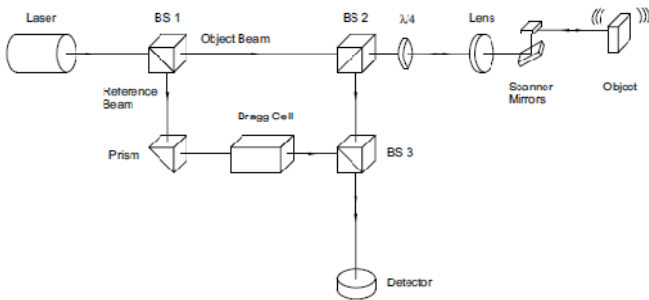 Laser
BS 1
BS 2
λ/4
Lens
Object Beam
Scanner
Mirrors
Object
Reference
Beam
Bragg Cell
Prism
BS 3
Detector